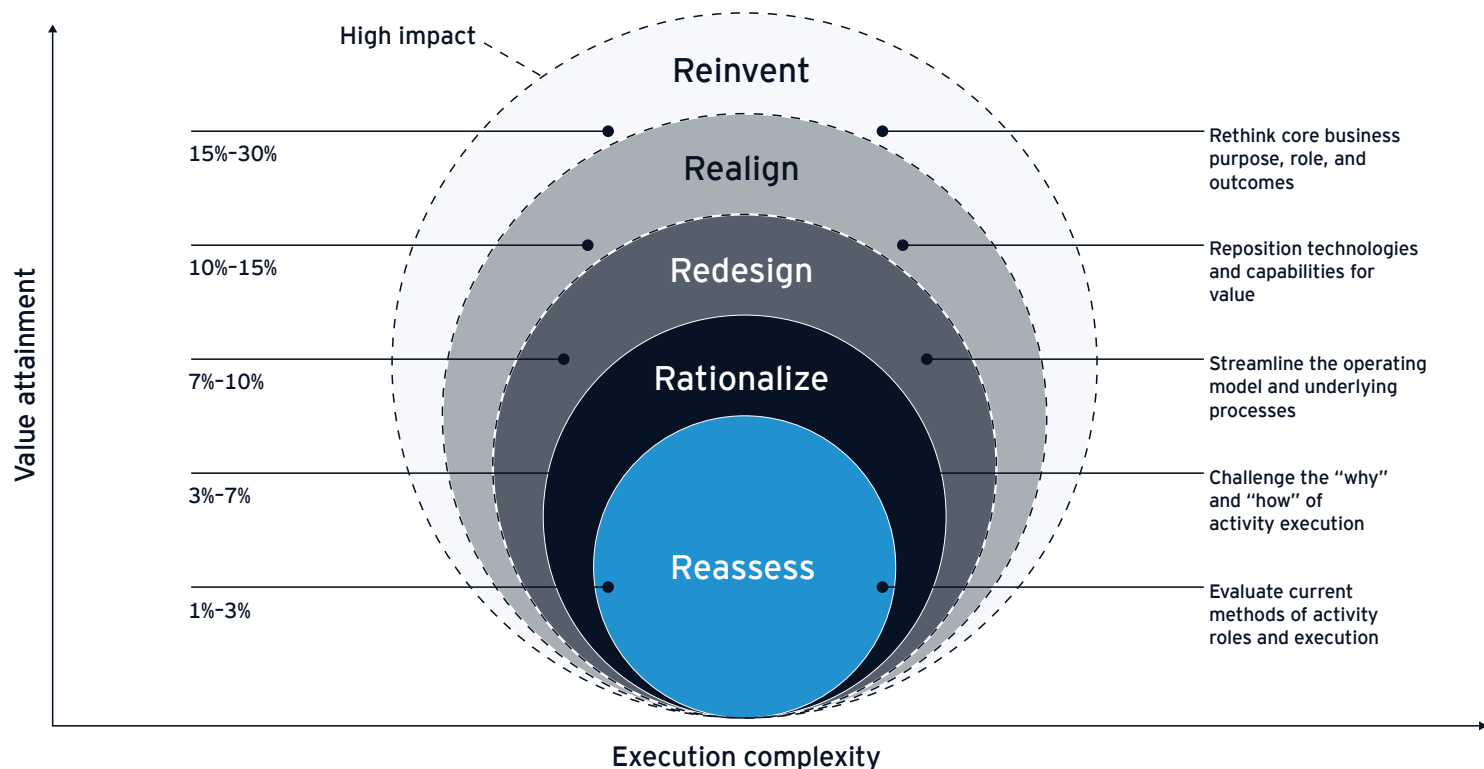 High impact
Reinvent
15%–30%
Rethink core business
purpose, role, and
outcomes
Realign
10%–15%
Reposition technologies
and capabilities for
value
Redesign
7%–10%
Streamline the operating
model and underlying
processes
Rationalize
3%–7%
Challenge the “why”
and “how” of
activity execution
Reassess
1%–3%
Evaluate current
methods of activity
roles and execution
Value attainment
Execution complexity